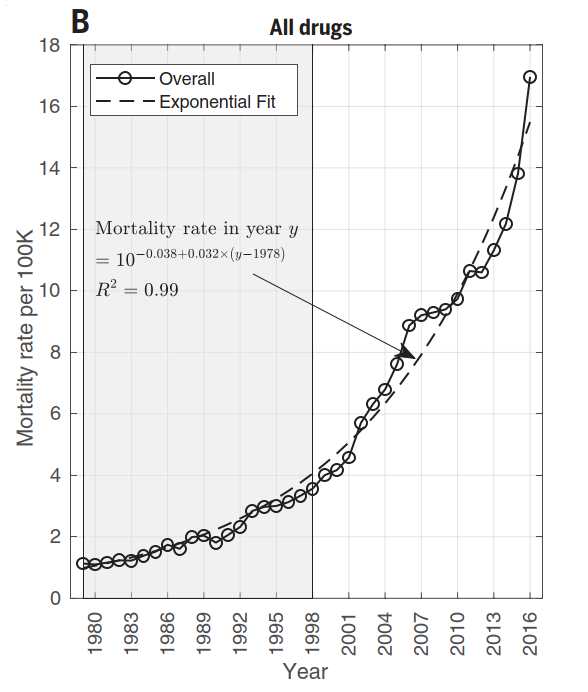 B
All drugs
18
16
14
12
10
8
6
4
2
0
Mortality rate per 100K
Overall
Exponential Fit
Mortality rate in year y
= 10^−0.038+0.032×(y−1978)
R² = 0.99
1980
1983
1986
1989
1992
1995
1998
2001
2004
2007
2010
2013
2016
Year